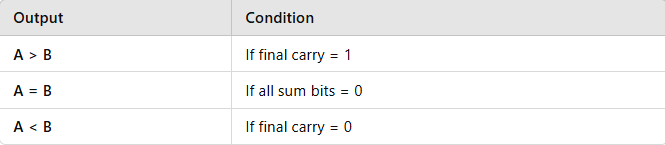 Output Condition
A > B If final carry = 1
A = B If all sum bits = 0
A < B If final carry = 0